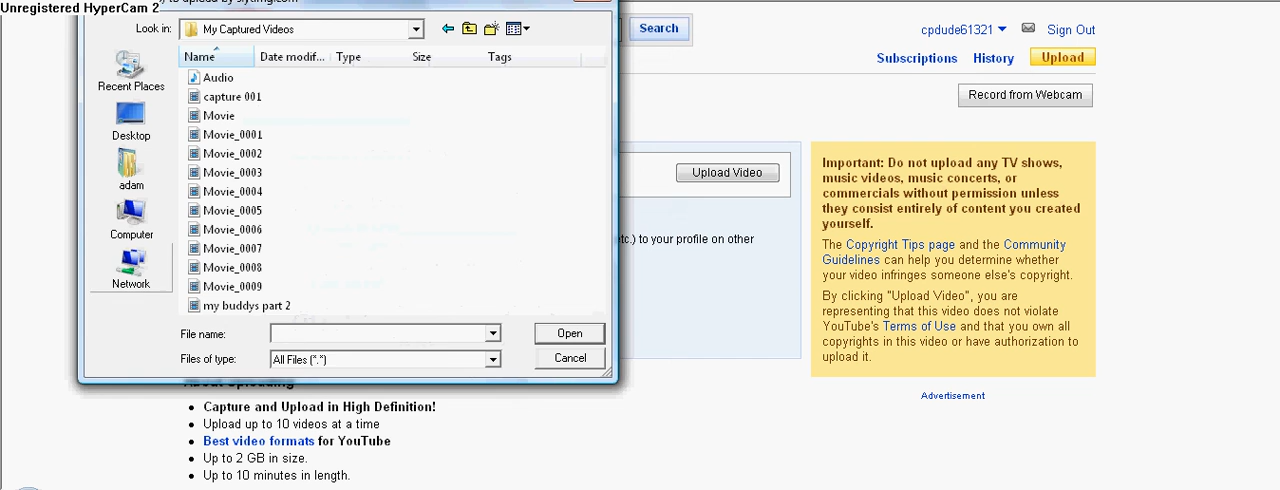 Unregistered HyperCam 2
to upload by s.ytimg.com
Look in:
My Captured Videos
Search
cpdude61321
Sign Out
Subscriptions
History
Upload
Name
Date modif...
Type
Size
Tags
Recent Places
Desktop
adam
Computer
Network
Audio
capture 001
Movie
Movie_0001
Movie_0002
Movie_0003
Movie_0004
Movie_0005
Movie_0006
Movie_0007
Movie_0008
Movie_0009
my buddys part 2
File name:
Open
Files of type:
All Files (*.*)
Cancel
Record from Webcam
Upload Video
etc.) to your profile on other
Important: Do not upload any TV shows,
music videos, music concerts, or
commercials without permission unless
they consist entirely of content you created
yourself.
The Copyright Tips page and the Community
Guidelines can help you determine whether
your video infringes someone else's copyright.
By clicking "Upload Video", you are
representing that this video does not violate
YouTube's Terms of Use and that you own all
copyrights in this video or have authorization to
upload it.
Advertisement
About Uploading
Capture and Upload in High Definition!
Upload up to 10 videos at a time
Best video formats for YouTube
Up to 2 GB in size.
Up to 10 minutes in length.